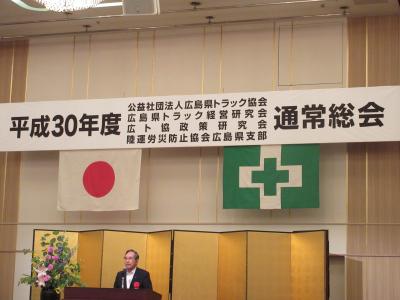 平成30年度
公益社団法人広島県トラック協会
広島県トラック経営研究会
広ト協政策研究会
陸運労災防止協会広島県支部
通常総会